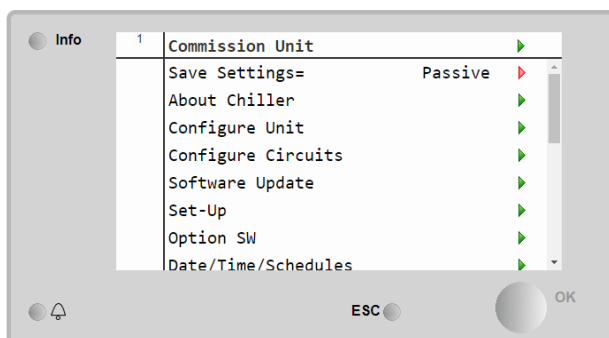 Info
1
Commission Unit
Save Settings= Passive
About Chiller
Configure Unit
Configure Circuits
Software Update
Set-Up
Option SW
Date/Time/Schedules
ESC
OK